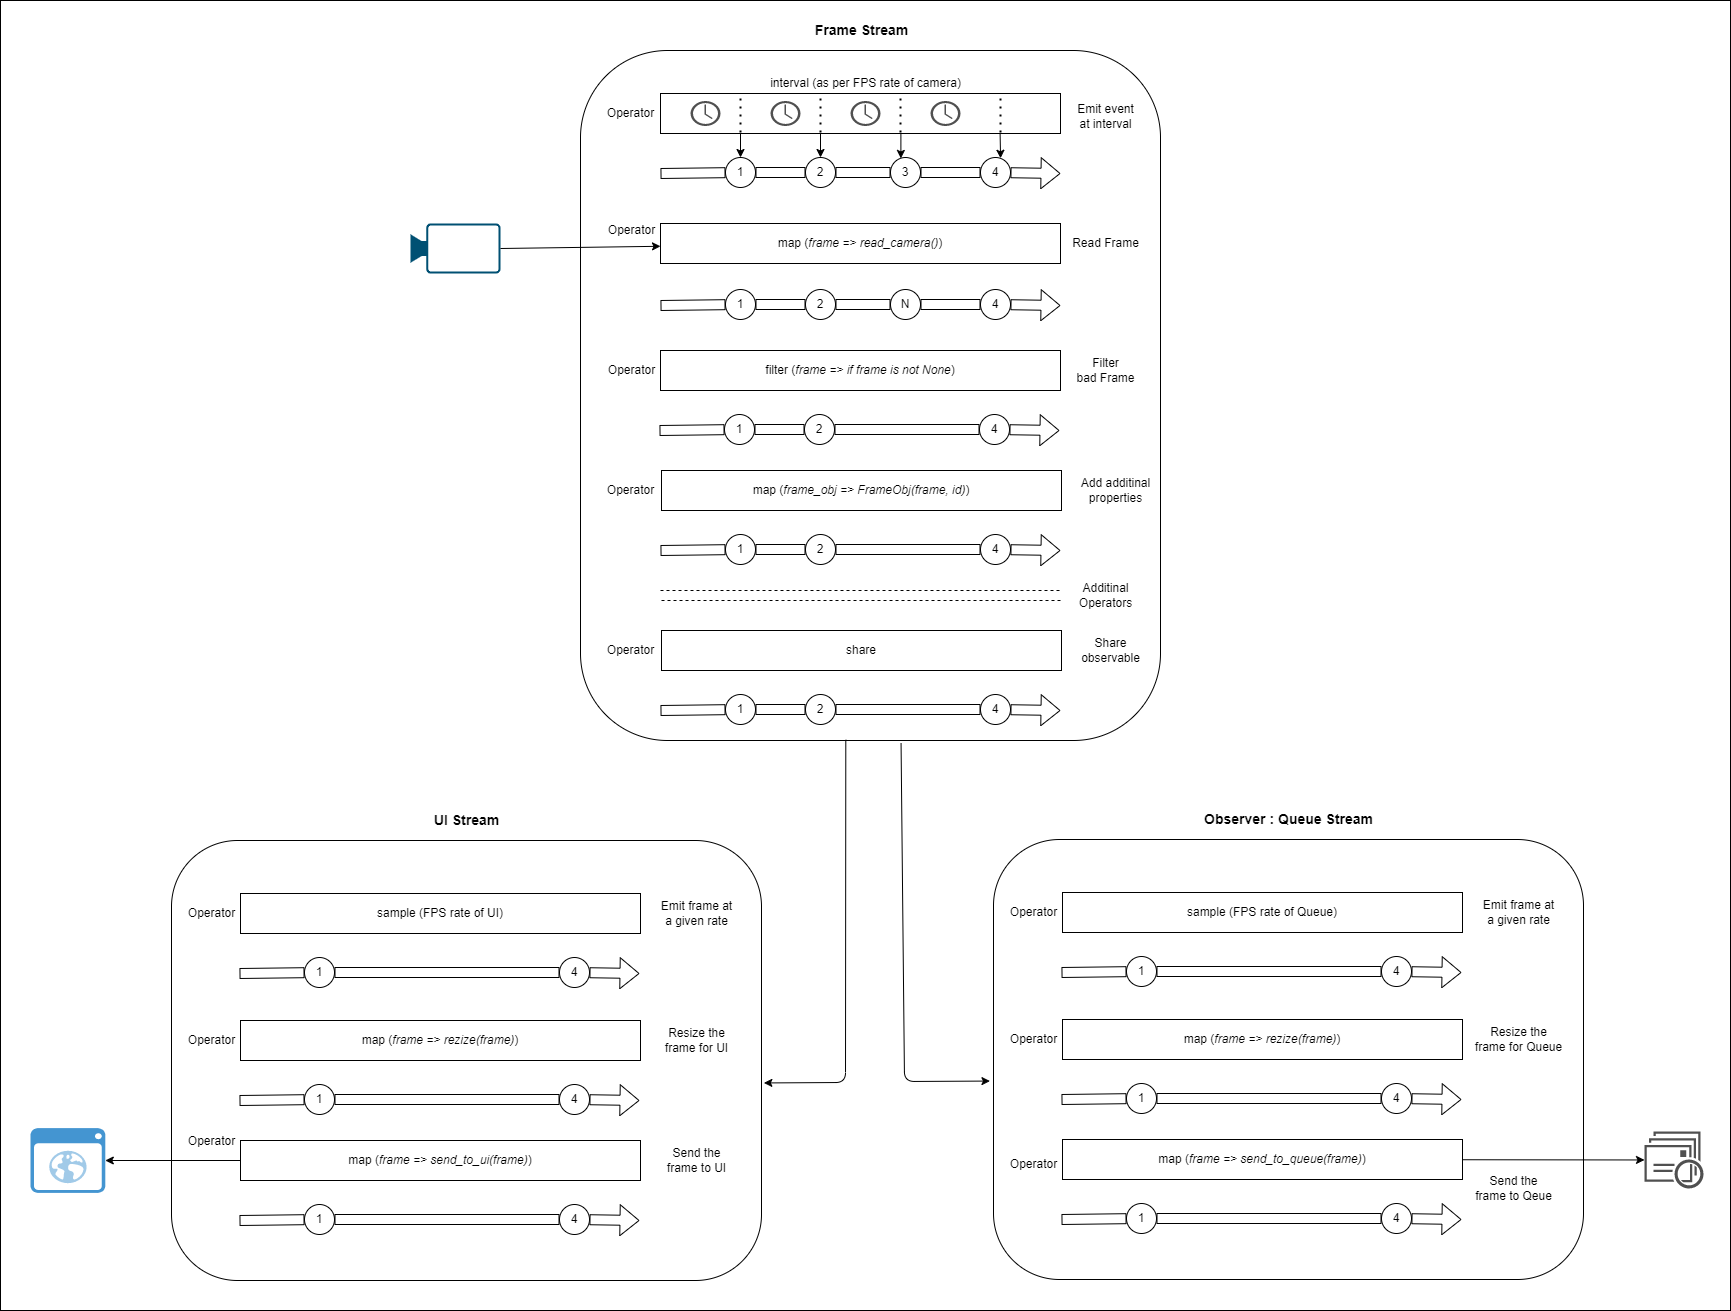 Frame Stream
interval (as per FPS rate of camera)
Operator
Emit event
at interval
1 2 3 4
Operator
map (frame => read_camera())
Read Frame
1 2 N 4
Operator
filter (frame => if frame is not None)
Filter
bad Frame
1 2 4
Operator
map (frame_obj => FrameObj(frame, id))
Add additinal
properties
1 2 4
Additinal
Operators
Operator
share
Share
observable
1 2 4
UI Stream
Operator
sample (FPS rate of UI)
Emit frame at
a given rate
1 4
Operator
map (frame => rezize(frame))
Resize the
frame for UI
1 4
Operator
map (frame => send_to_ui(frame))
Send the
frame to UI
1 4
Observer : Queue Stream
Operator
sample (FPS rate of Queue)
Emit frame at
a given rate
1 4
Operator
map (frame => rezize(frame))
Resize the
frame for Queue
1 4
Operator
map (frame => send_to_queue(frame))
Send the
frame to Qeue
1 4